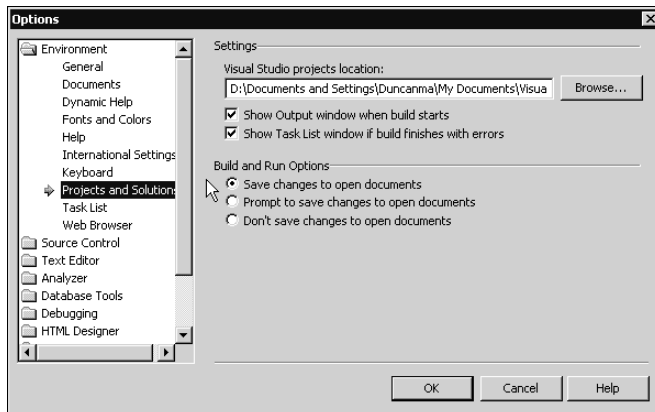 Options
Environment
General
Documents
Dynamic Help
Fonts and Colors
Help
International Settings
Keyboard
Projects and Solution
Task List
Web Browser
Source Control
Text Editor
Analyzer
Database Tools
Debugging
HTML Designer
Settings
Visual Studio projects location:
D:\Documents and Settings\Duncanma\My Documents\Visua
Browse...
Show Output window when build starts
Show Task List window if build finishes with errors
Build and Run Options
Save changes to open documents
Prompt to save changes to open documents
Don't save changes to open documents
OK
Cancel
Help